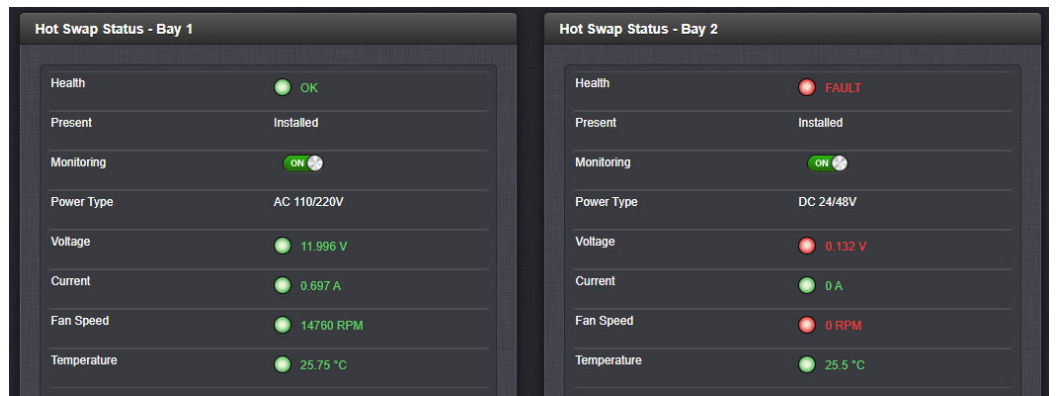 Hot Swap Status - Bay 1
Health OK
Present Installed
Monitoring ON
Power Type AC 110/220V
Voltage 11.996 V
Current 0.697 A
Fan Speed 14760 RPM
Temperature 25.75 °C
Hot Swap Status - Bay 2
Health FAULT
Present Installed
Monitoring ON
Power Type DC 24/48V
Voltage 0.132 V
Current 0 A
Fan Speed 0 RPM
Temperature 25.5 °C